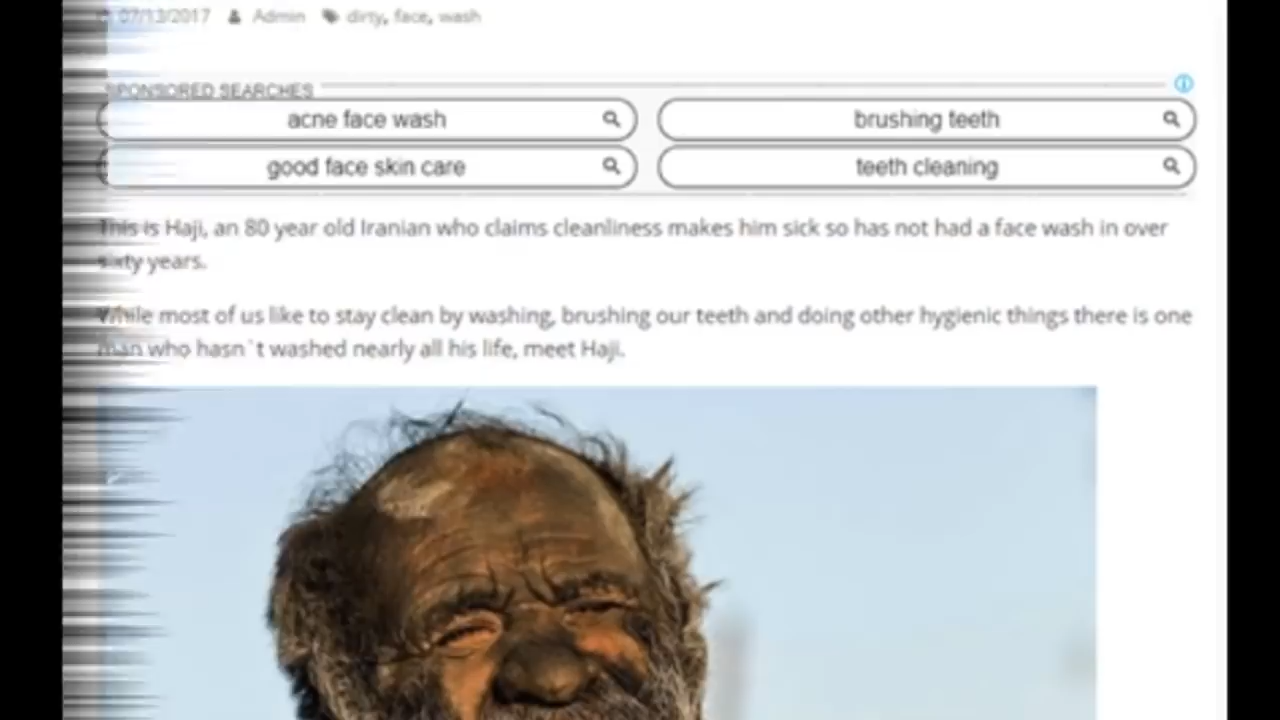 07/13/2017 Admin dirty, face, wash
SPONSORED SEARCHES
acne face wash
brushing teeth
good face skin care
teeth cleaning
This is Haji, an 80 year old Iranian who claims cleanliness makes him sick so has not had a face wash in over
sixty years.
While most of us like to stay clean by washing, brushing our teeth and doing other hygienic things there is one
man who hasn`t washed nearly all his life, meet Haji.